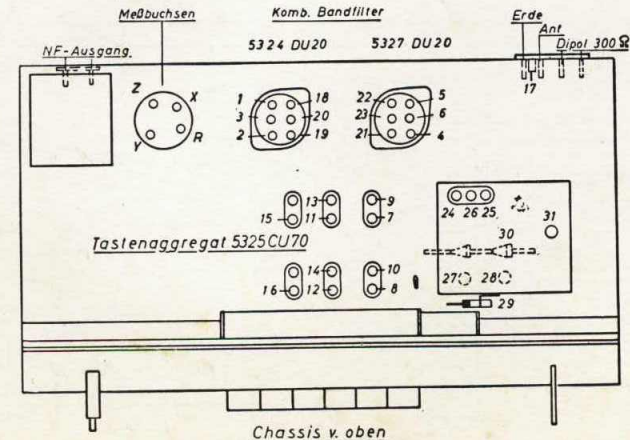 Meßbuchsen
Komb. Bandfilter
Erde
Ant
NF-Ausgang
5324 DU20
5327 DU20
Dipol 300 Ω
17
Z
X
Y
R
1
18
3
20
2
19
22
5
23
6
21
4
13
9
15
11
7
24 26 25
31
30
Tastenaggregat 5325CU70
14
10
16
12
8
27
28
29
Chassis v. oben